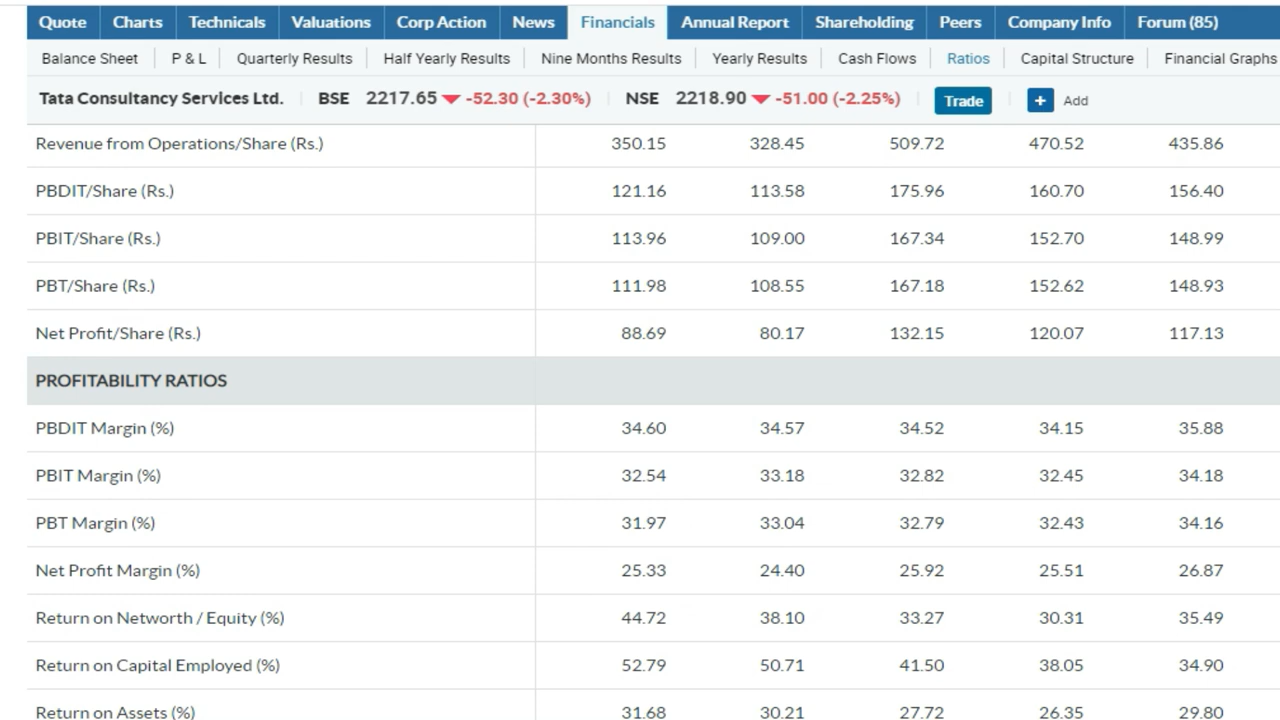 Quote Charts Technicals Valuations Corp Action News Financials Annual Report Shareholding Peers Company Info Forum (85)
Balance Sheet P & L Quarterly Results Half Yearly Results Nine Months Results Yearly Results Cash Flows Ratios Capital Structure Financial Graphs
Tata Consultancy Services Ltd. BSE 2217.65 -52.30 (-2.30%) NSE 2218.90 -51.00 (-2.25%) Trade + Add
Revenue from Operations/Share (Rs.) 350.15 328.45 509.72 470.52 435.86
PBDIT/Share (Rs.) 121.16 113.58 175.96 160.70 156.40
PBIT/Share (Rs.) 113.96 109.00 167.34 152.70 148.99
PBT/Share (Rs.) 111.98 108.55 167.18 152.62 148.93
Net Profit/Share (Rs.) 88.69 80.17 132.15 120.07 117.13
PROFITABILITY RATIOS
PBDIT Margin (%) 34.60 34.57 34.52 34.15 35.88
PBIT Margin (%) 32.54 33.18 32.82 32.45 34.18
PBT Margin (%) 31.97 33.04 32.79 32.43 34.16
Net Profit Margin (%) 25.33 24.40 25.92 25.51 26.87
Return on Networth / Equity (%) 44.72 38.10 33.27 30.31 35.49
Return on Capital Employed (%) 52.79 50.71 41.50 38.05 34.90
Return on Assets (%) 31.68 30.21 27.72 26.35 29.80